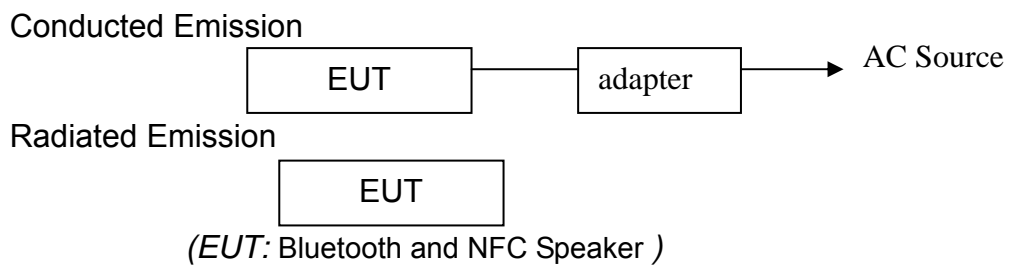 Conducted Emission
EUT adapter AC Source
Radiated Emission
EUT
(EUT: Bluetooth and NFC Speaker )